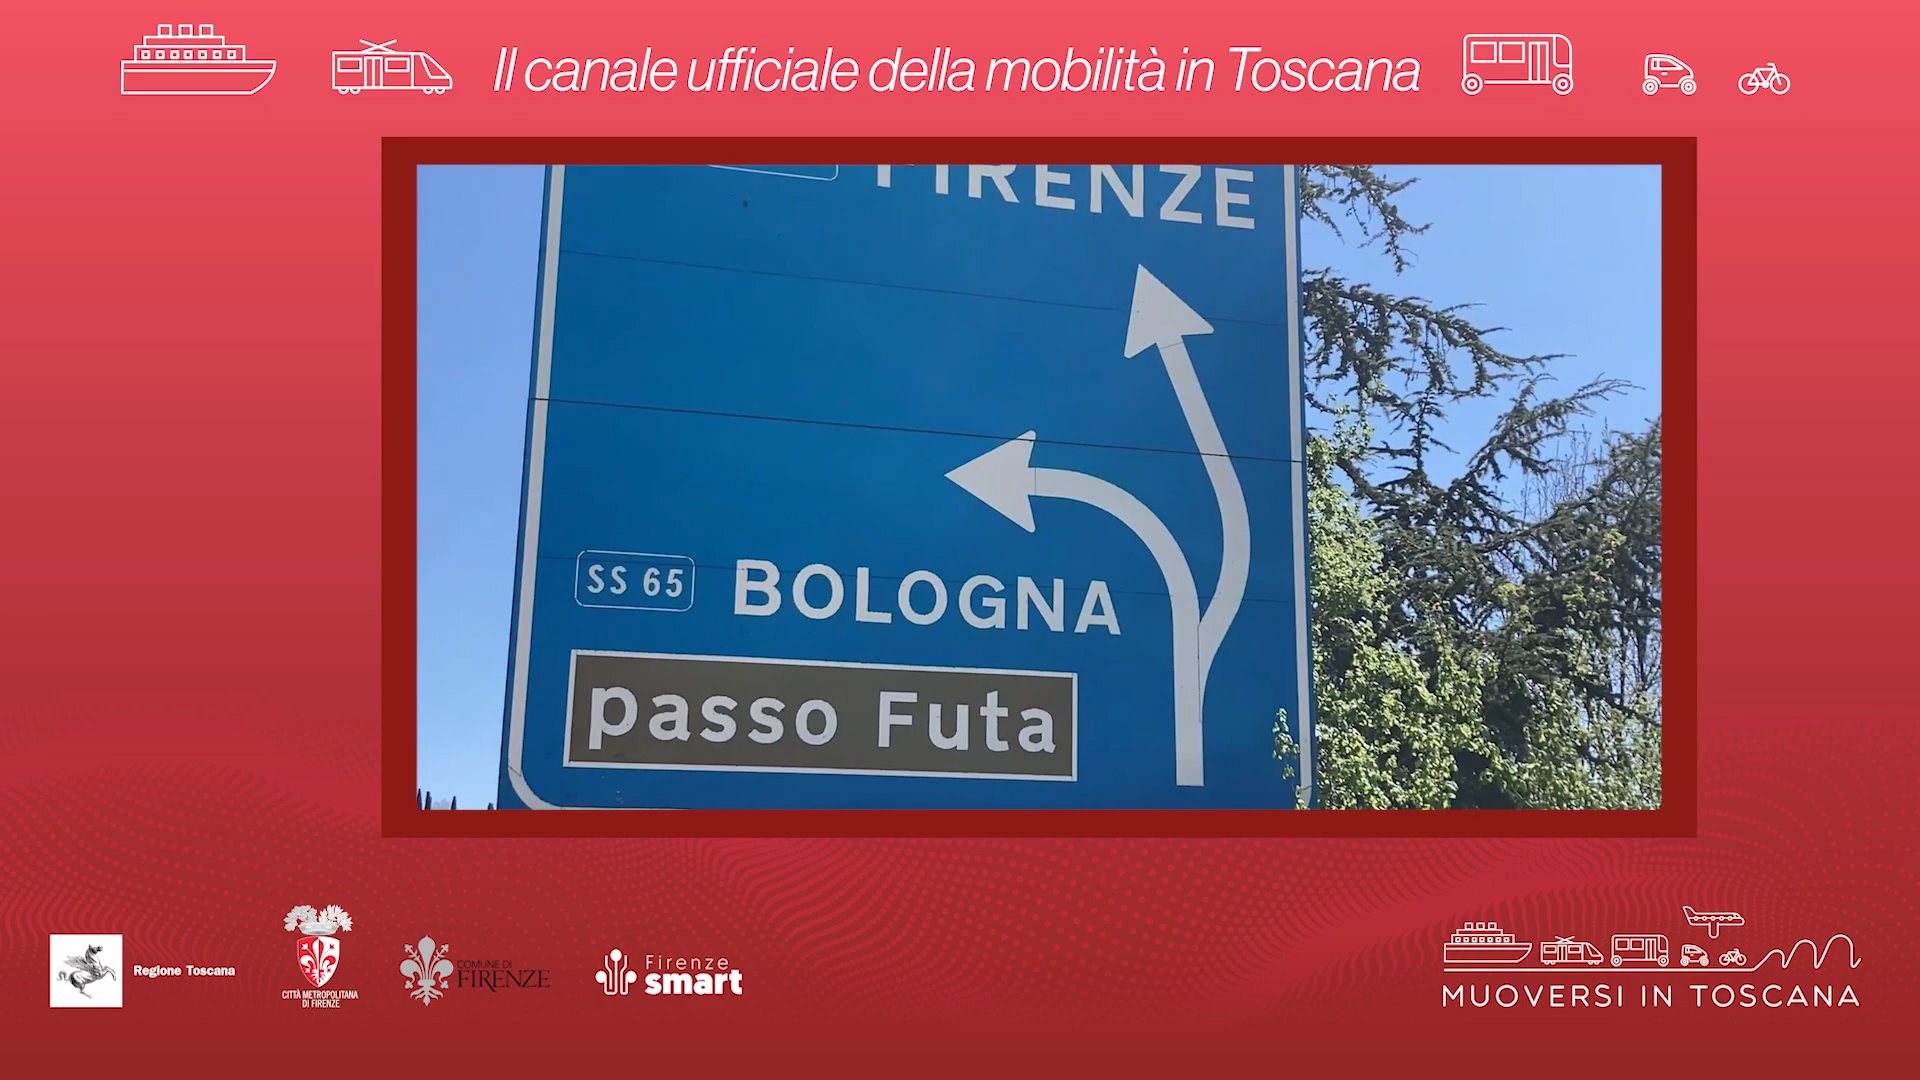 Il canale ufficiale della mobilità in Toscana
FIRENZE
SS 65 BOLOGNA
passo Futa
Regione Toscana
CITTÀ METROPOLITANA
DI FIRENZE
COMUNE DI
FIRENZE
Firenze
smart
MUOVERSI IN TOSCANA